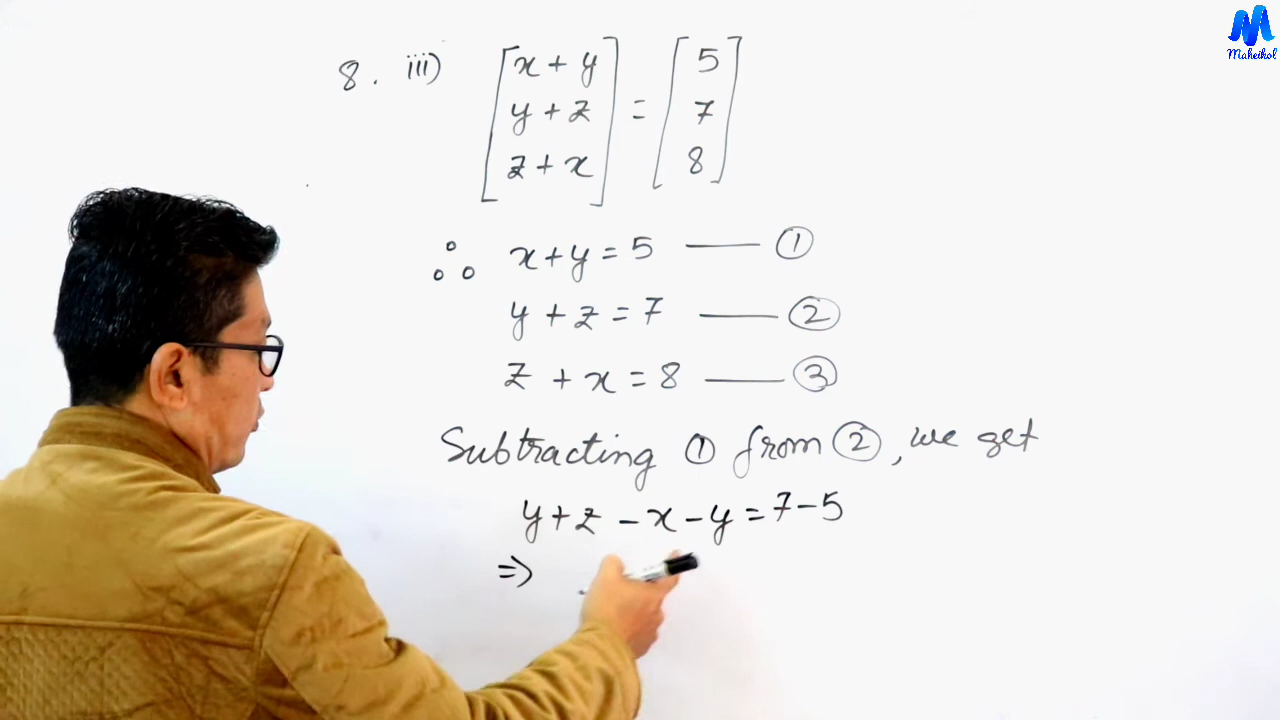 Maheikol
8. iii) [x + y] = [5]
[y + z] [7]
[z + x] [8]
∴ x + y = 5 —— ①
y + z = 7 —— ②
z + x = 8 —— ③
Subtracting ① from ②, we get
y + z - x - y = 7 - 5
⇒